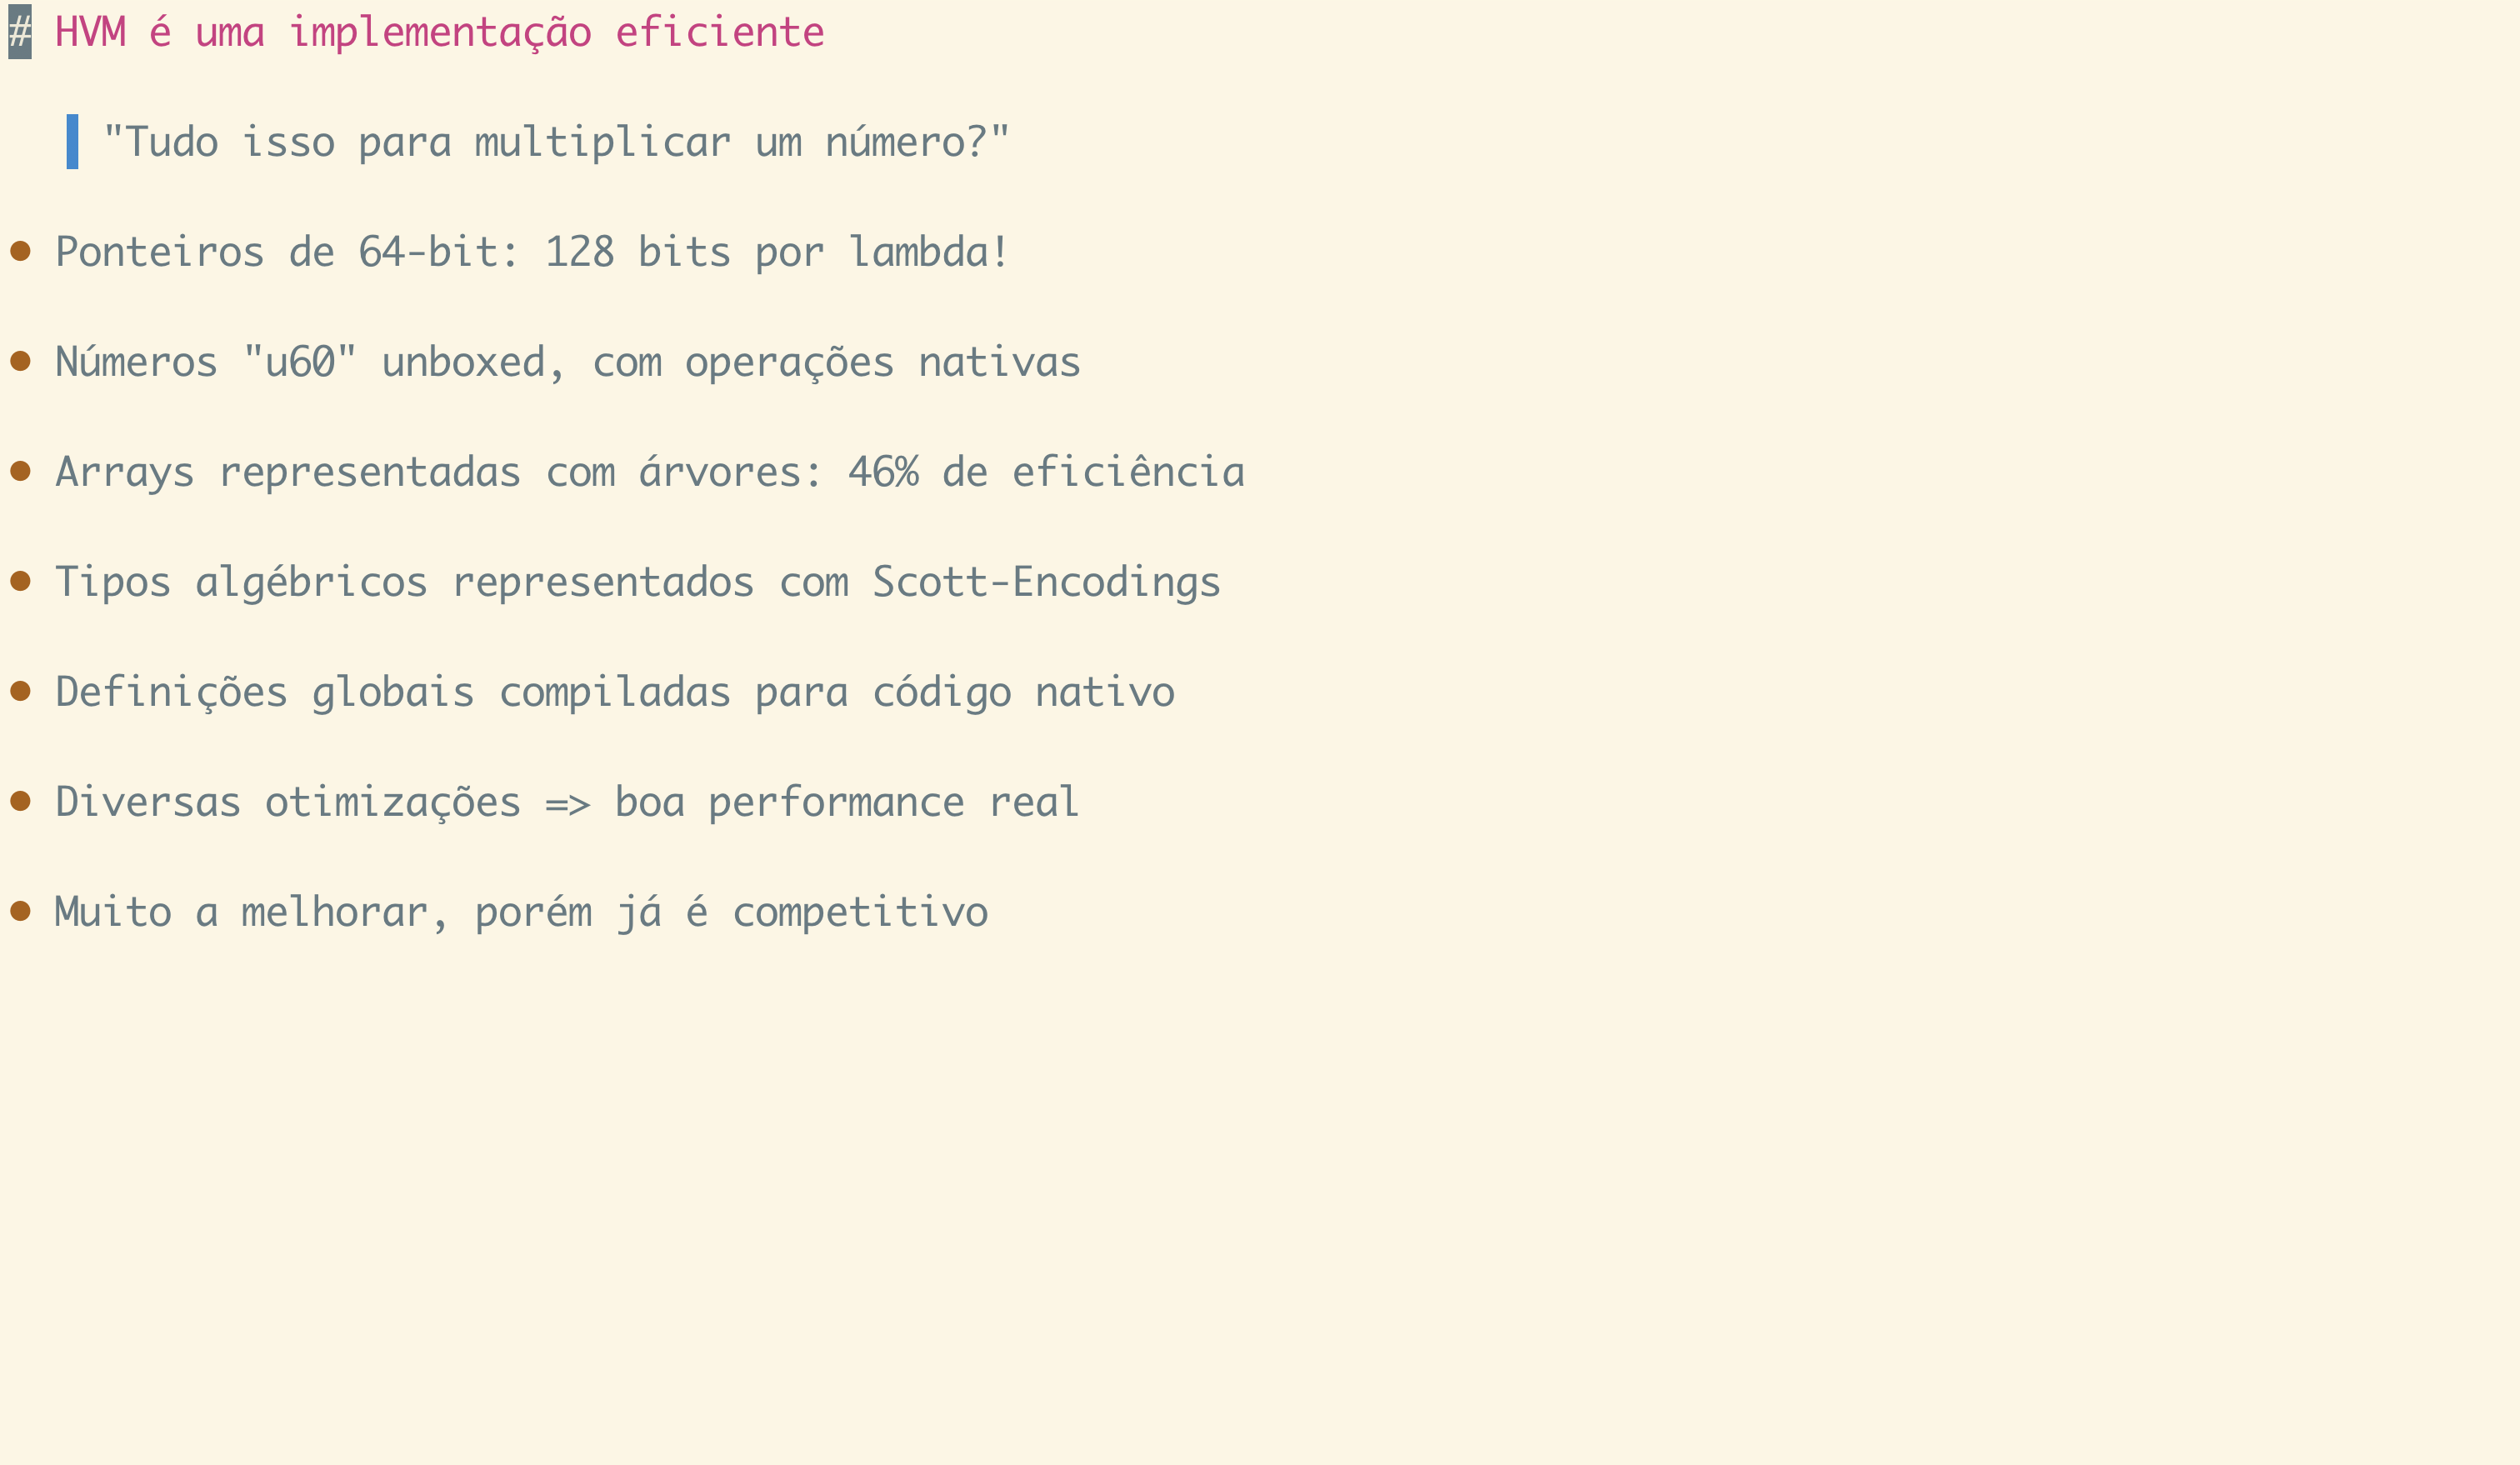 # HVM é uma implementação eficiente
"Tudo isso para multiplicar um número?"
● Ponteiros de 64-bit: 128 bits por lambda!
● Números "u60" unboxed, com operações nativas
● Arrays representadas com árvores: 46% de eficiência
● Tipos algébricos representados com Scott-Encodings
● Definições globais compiladas para código nativo
● Diversas otimizações => boa performance real
● Muito a melhorar, porém já é competitivo